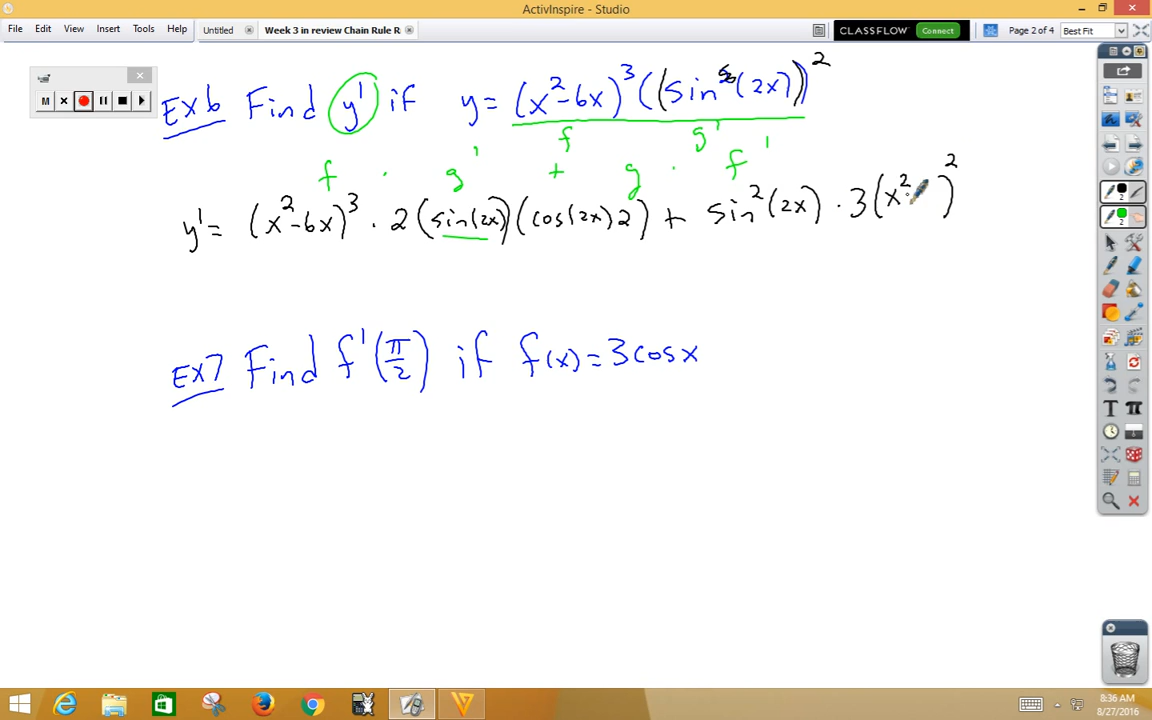 ActivInspire - Studio
File Edit View Insert Tools Help Untitled Week 3 in review Chain Rule R CLASSFLOW Connect Page 2 of 4 Best Fit
EX6 Find y' if y = (x²-6x)³((sin (2x))²
f g'
f · g' + g · f'
y' = (x²-6x)³ · 2(sin(2x))(cos(2x)2) + sin²(2x) · 3(x² )²
EX7 Find f'(π/2) if f(x) = 3cosx
8:36 AM
8/27/2016